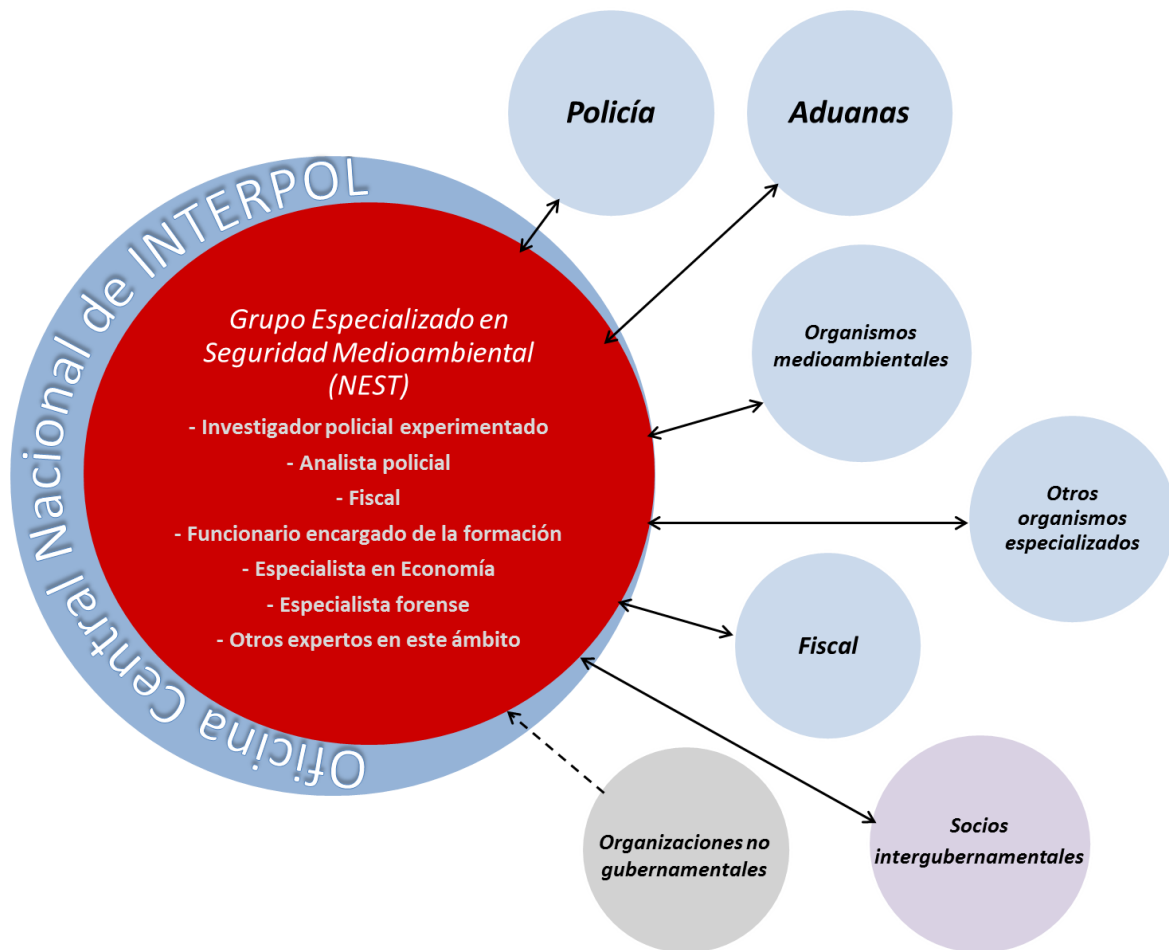 Oficina Central Nacional de INTERPOL
Grupo Especializado en
Seguridad Medioambiental
(NEST)
- Investigador policial experimentado
- Analista policial
- Fiscal
- Funcionario encargado de la formación
- Especialista en Economía
- Especialista forense
- Otros expertos en este ámbito
Policía
Aduanas
Organismos
medioambientales
Otros
organismos
especializados
Fiscal
Socios
intergubernamentales
Organizaciones no
gubernamentales